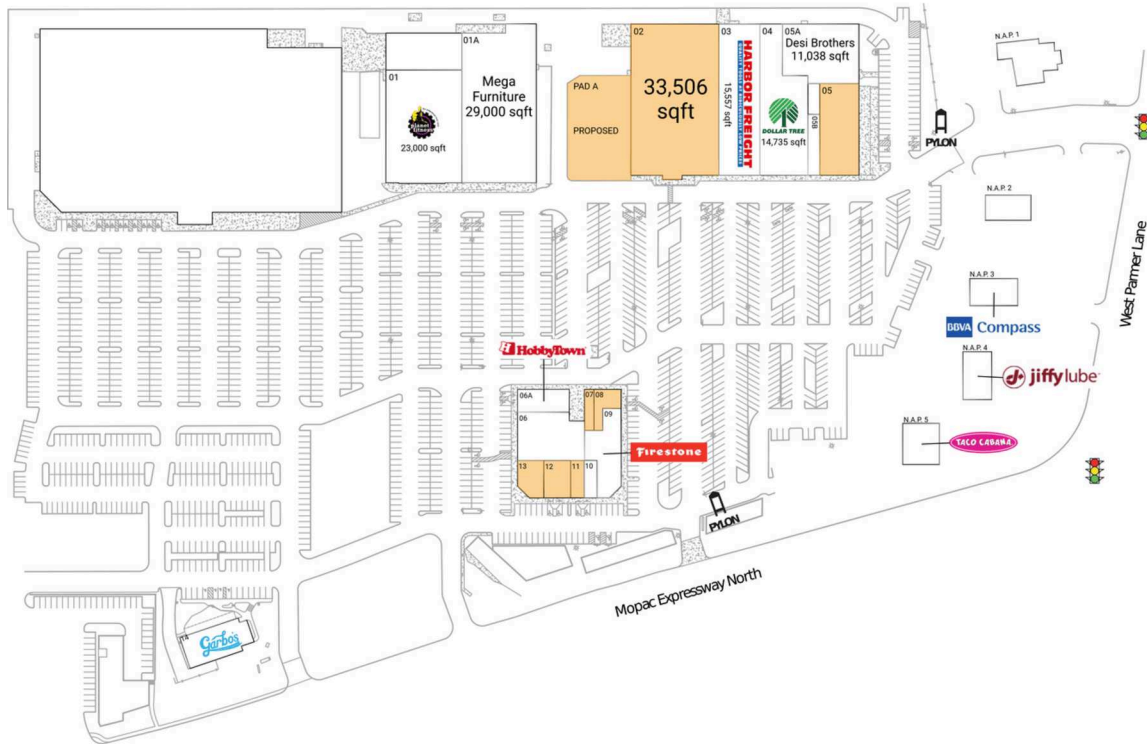 01
planet fitness
23,000 sqft
01A
Mega
Furniture
29,000 sqft
PAD A
PROPOSED
02
33,506
sqft
03
HARBOR FREIGHT
15,557 sqft
04
DOLLAR TREE
14,735 sqft
05A
Desi Brothers
11,038 sqft
05B
05
PYLON
N.A.P. 1
N.A.P. 2
N.A.P. 3
BBVA Compass
N.A.P. 4
jiffy lube
N.A.P. 5
TACO CABANA
West Parmer Lane
HobbyTown
06A
06
07
08
09
Firestone
13
12
11
10
PYLON
Mopac Expressway North
14
Garbo's